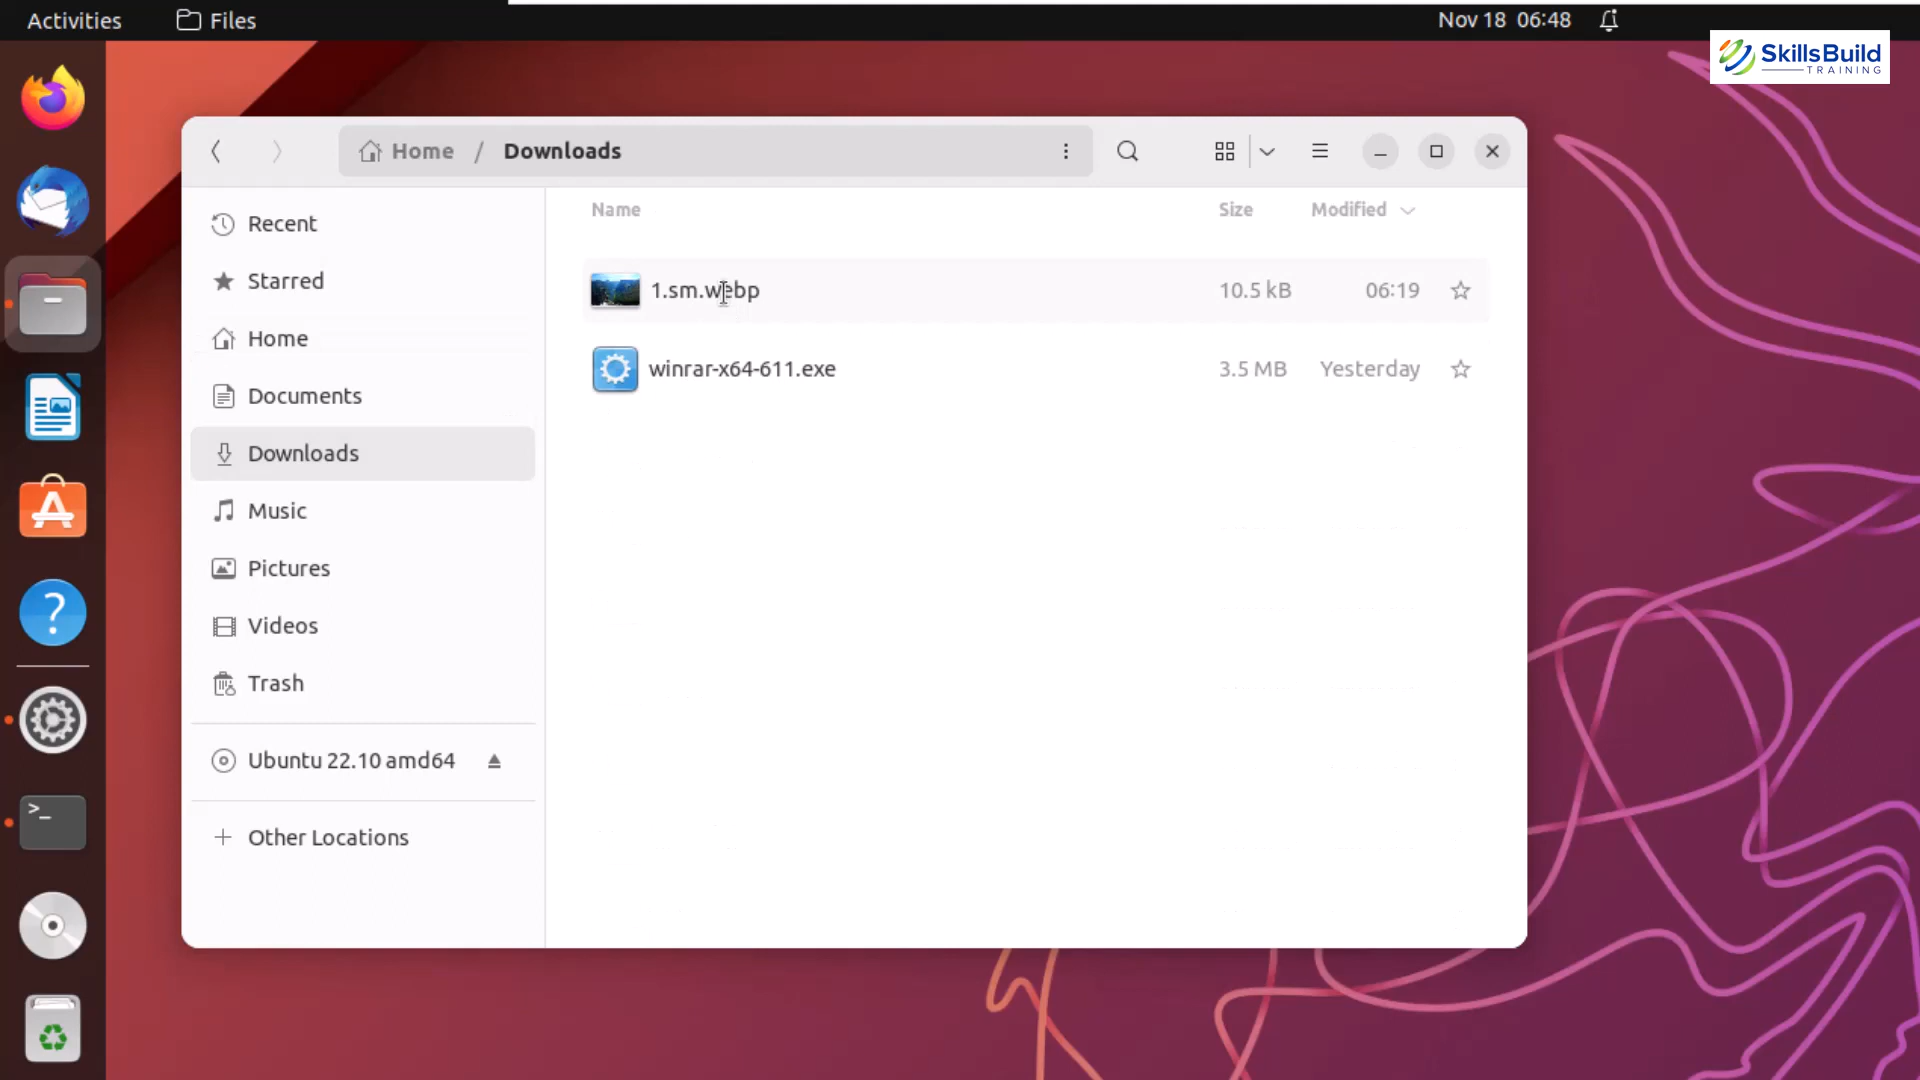 Activities
Files
Nov 18 06:48
SkillsBuild
TRAINING
Home / Downloads
Recent
Starred
Home
Documents
Downloads
Music
Pictures
Videos
Trash
Ubuntu 22.10 amd64
Other Locations
Name Size Modified
1.sm.webp 10.5 kB 06:19
winrar-x64-611.exe 3.5 MB Yesterday